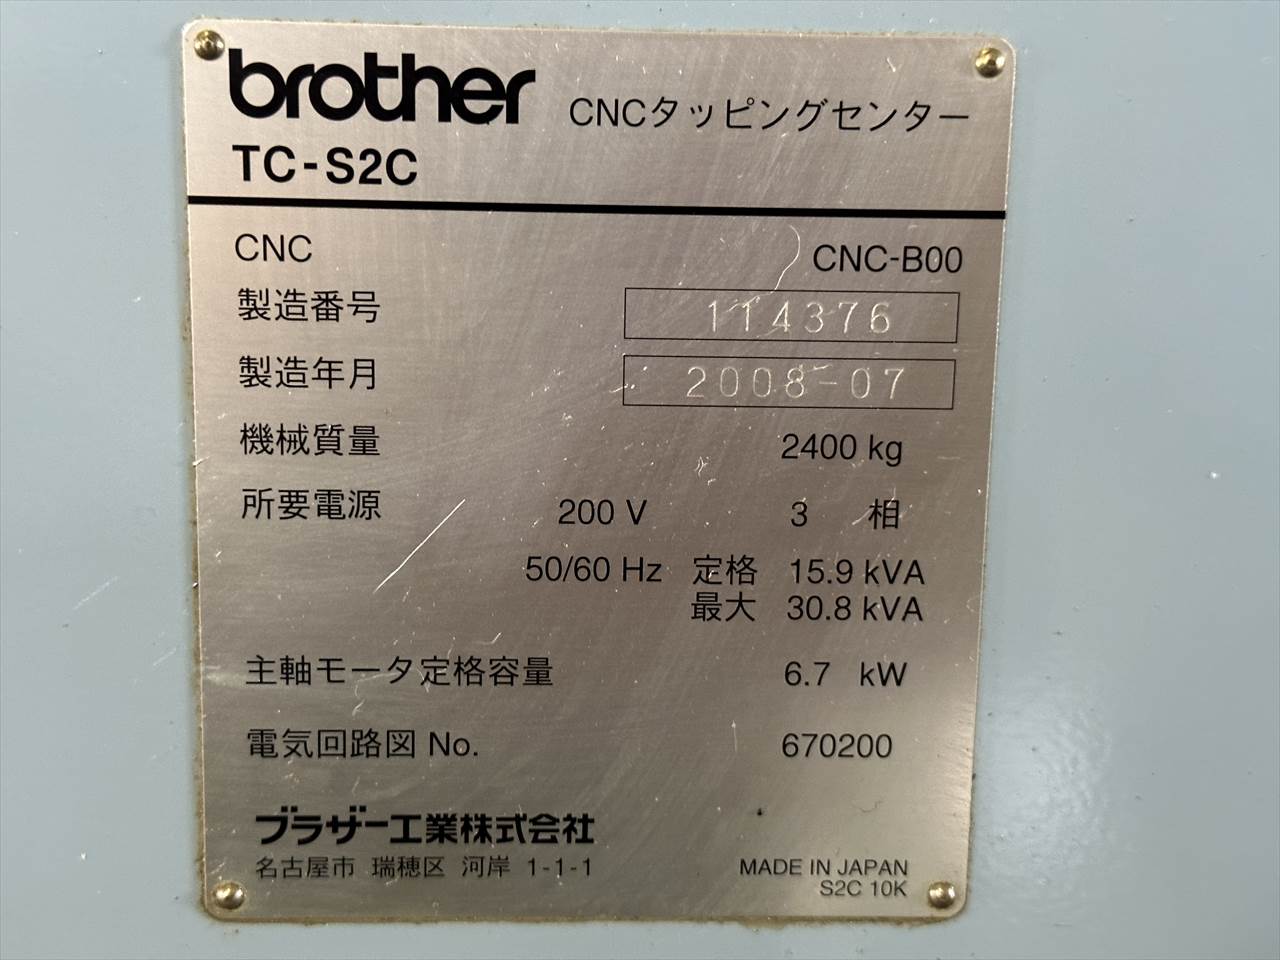 brother CNCタッピングセンター
TC-S2C
CNC CNC-B00
製造番号 114376
製造年月 2008-07
機械質量 2400 kg
所要電源 200 V 3 相
50/60 Hz 定格 15.9 kVA
最大 30.8 kVA
主軸モータ定格容量 6.7 kW
電気回路図 No. 670200
ブラザー工業株式会社
名古屋市 瑞穂区 河岸 1-1-1 MADE IN JAPAN
S2C 10K